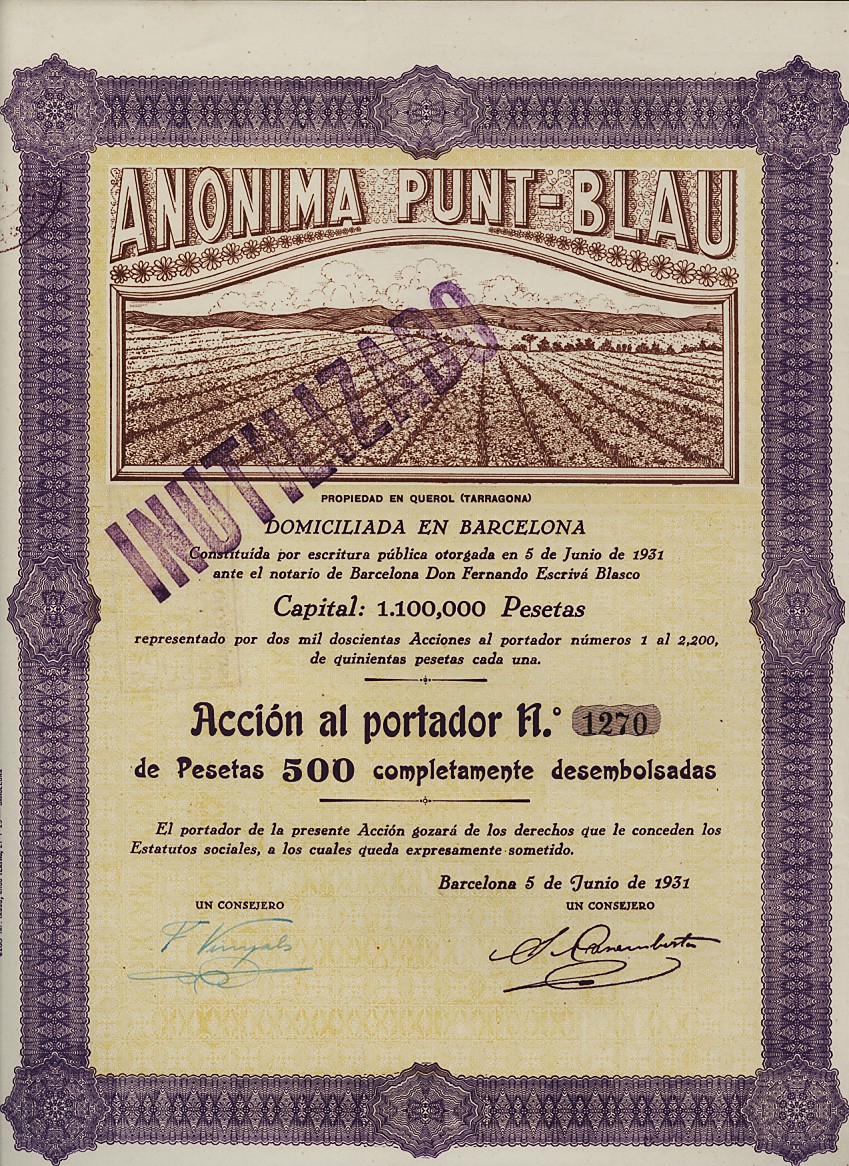 ANONIMA PUNT-BLAU
INUTILIZADO
PROPIEDAD EN QUEROL (TARRAGONA)
DOMICILIADA EN BARCELONA
Constituída por escritura pública otorgada en 5 de Junio de 1931
ante el notario de Barcelona Don Fernando Escrivá Blasco
Capital: 1.100,000 Pesetas
representado por dos mil doscientas Acciones al portador números 1 al 2,200,
de quinientas pesetas cada una.
Acción al portador N.º 1270
de Pesetas 500 completamente desembolsadas
El portador de la presente Acción gozará de los derechos que le conceden los
Estatutos sociales, a los cuales queda expresamente sometido.
Barcelona 5 de Junio de 1931
UN CONSEJERO UN CONSEJERO